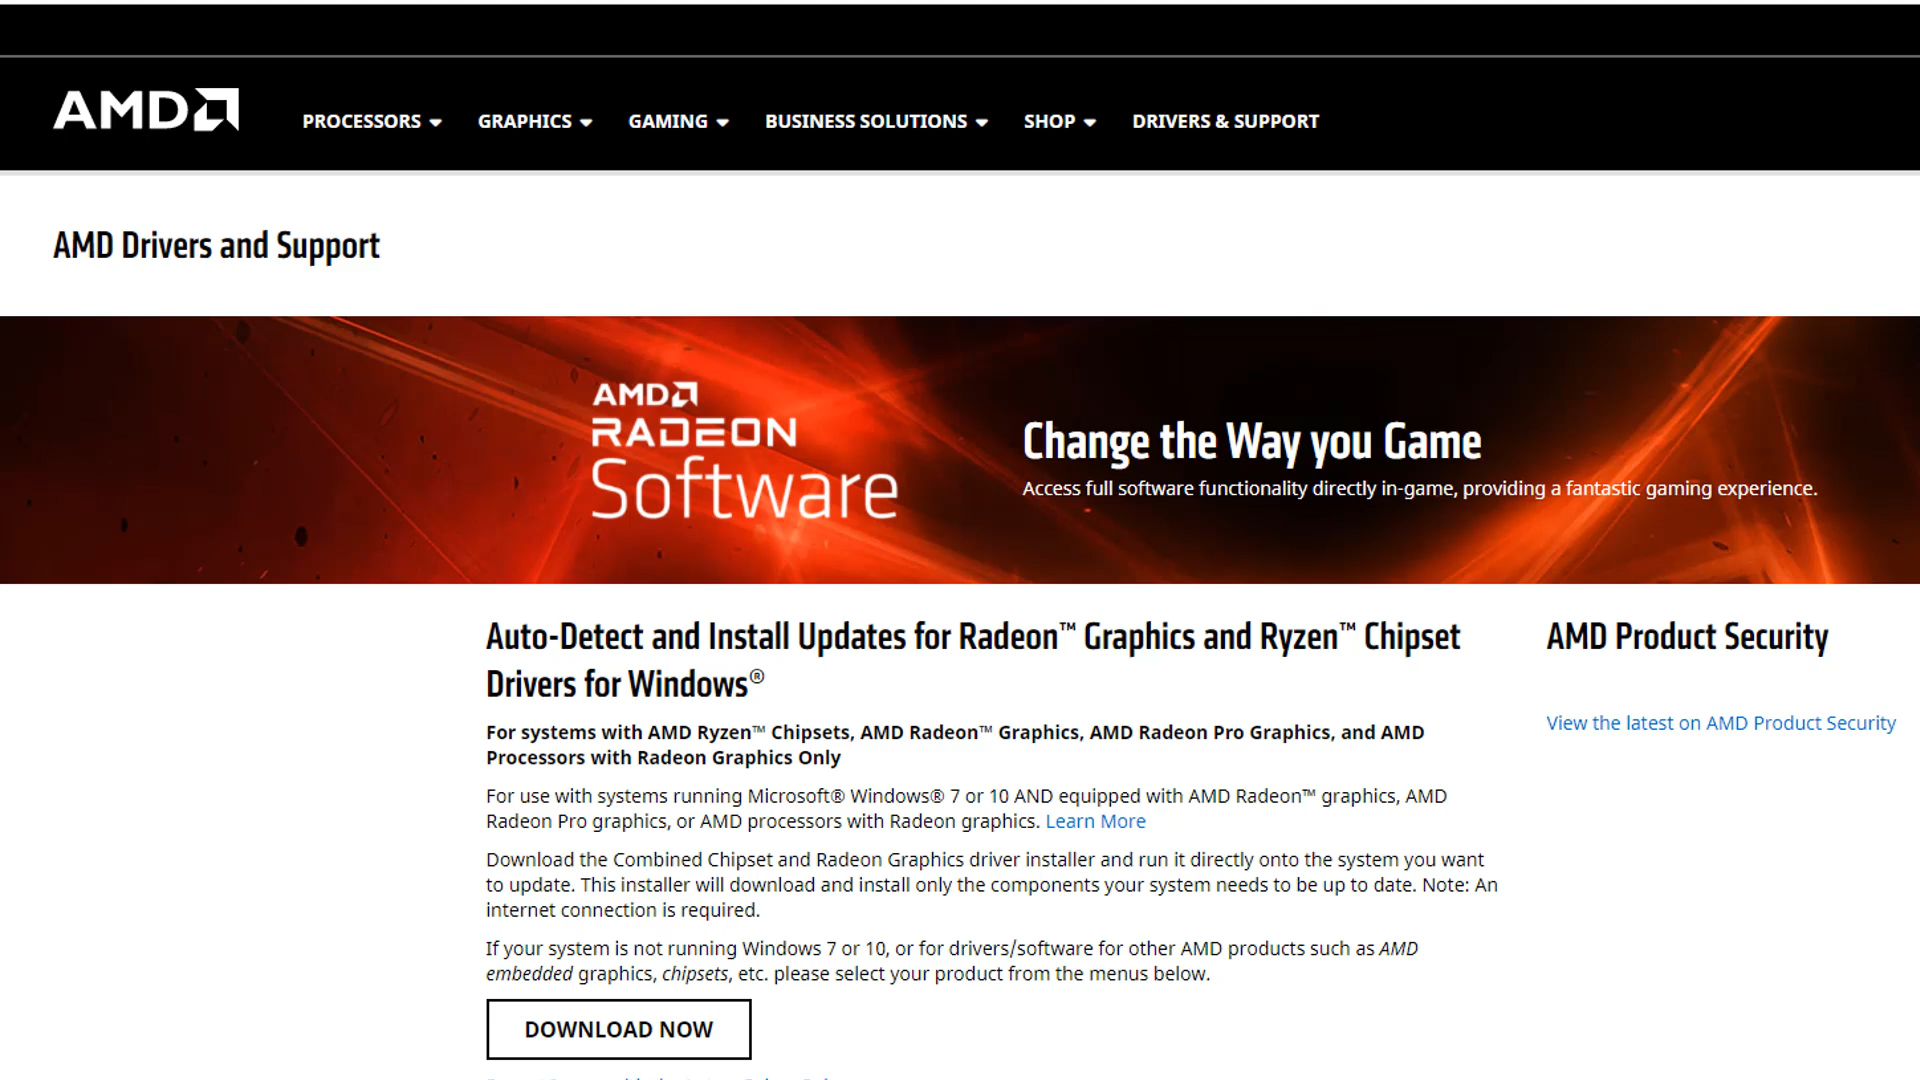 AMD
PROCESSORS GRAPHICS GAMING BUSINESS SOLUTIONS SHOP DRIVERS & SUPPORT
AMD Drivers and Support
AMD
RADEON
Software
Change the Way you Game
Access full software functionality directly in-game, providing a fantastic gaming experience.
Auto-Detect and Install Updates for Radeon™ Graphics and Ryzen™ Chipset
Drivers for Windows®
For systems with AMD Ryzen™ Chipsets, AMD Radeon™ Graphics, AMD Radeon Pro Graphics, and AMD
Processors with Radeon Graphics Only
For use with systems running Microsoft® Windows® 7 or 10 AND equipped with AMD Radeon™ graphics, AMD
Radeon Pro graphics, or AMD processors with Radeon graphics. Learn More
Download the Combined Chipset and Radeon Graphics driver installer and run it directly onto the system you want
to update. This installer will download and install only the components your system needs to be up to date. Note: An
internet connection is required.
If your system is not running Windows 7 or 10, or for drivers/software for other AMD products such as AMD
embedded graphics, chipsets, etc. please select your product from the menus below.
DOWNLOAD NOW
AMD Product Security
View the latest on AMD Product Security